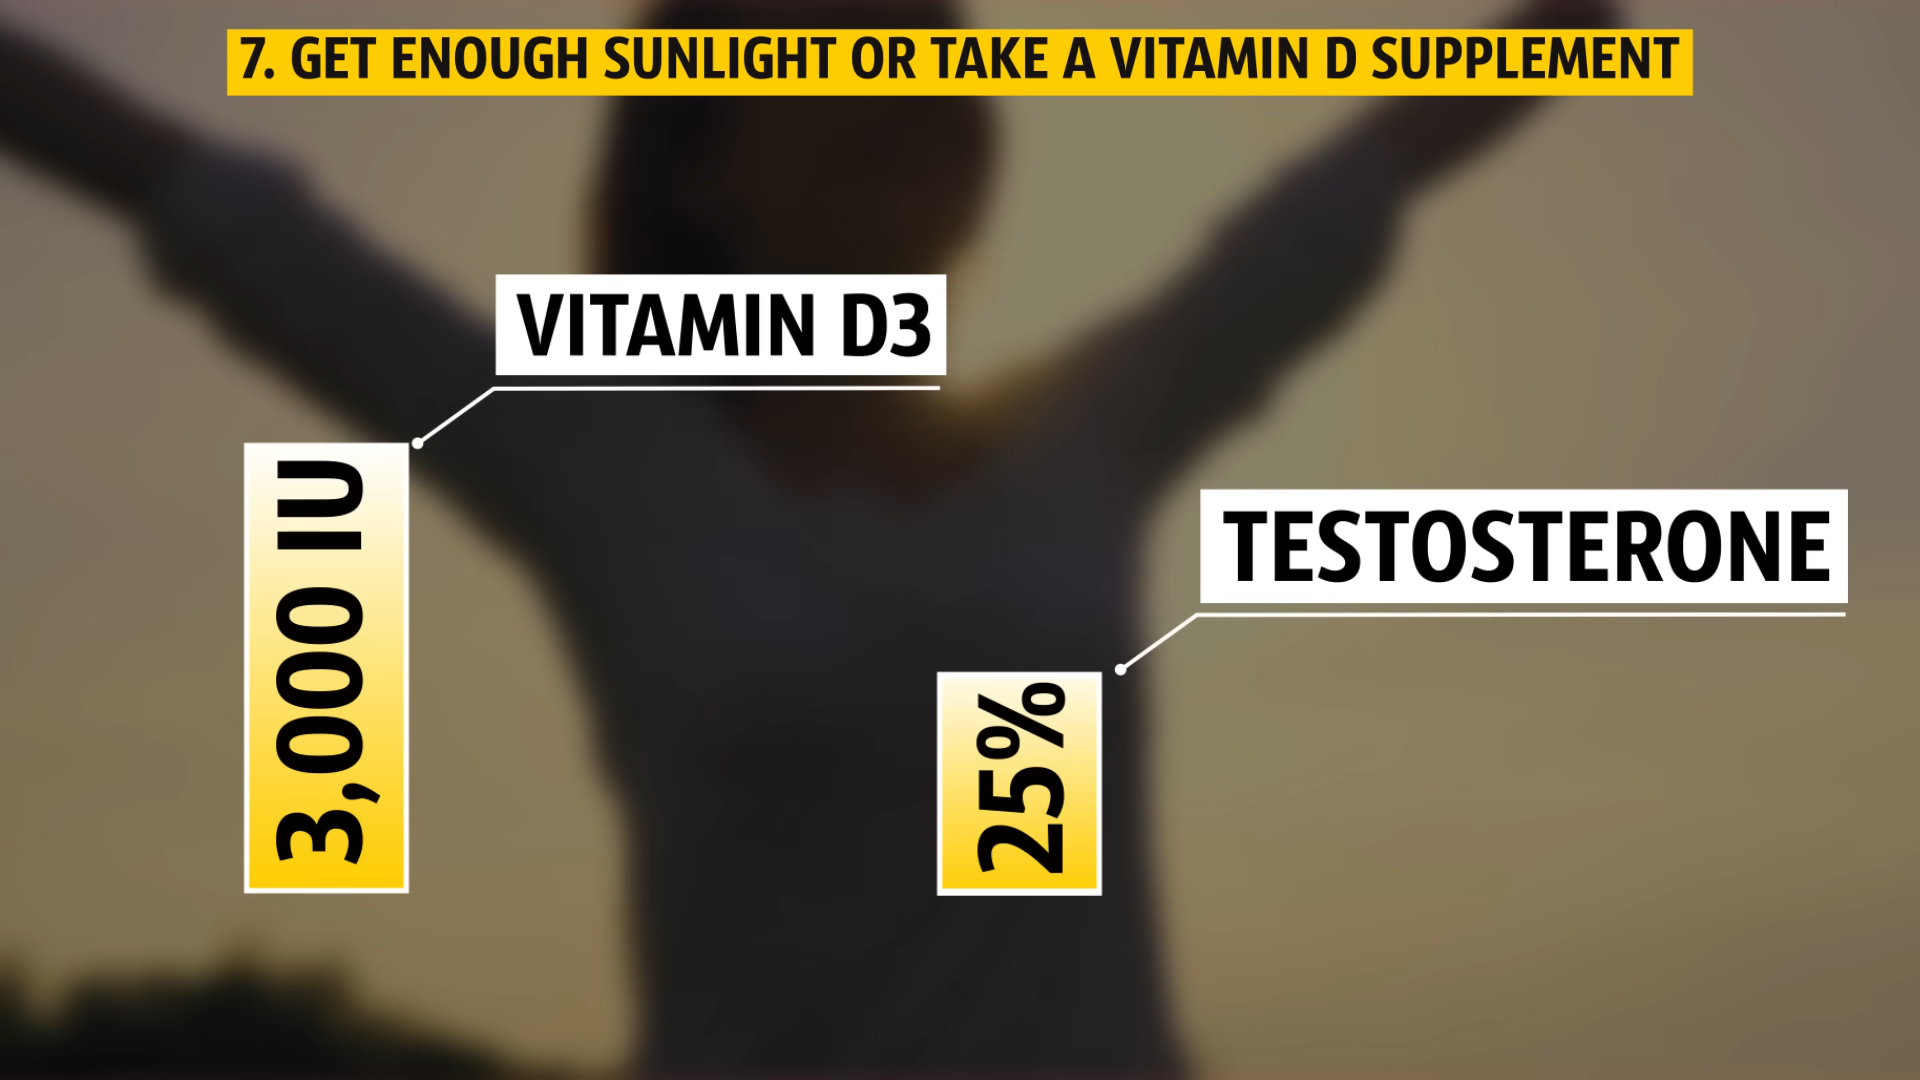 7. GET ENOUGH SUNLIGHT OR TAKE A VITAMIN D SUPPLEMENT
VITAMIN D3
3,000 IU
TESTOSTERONE
25%